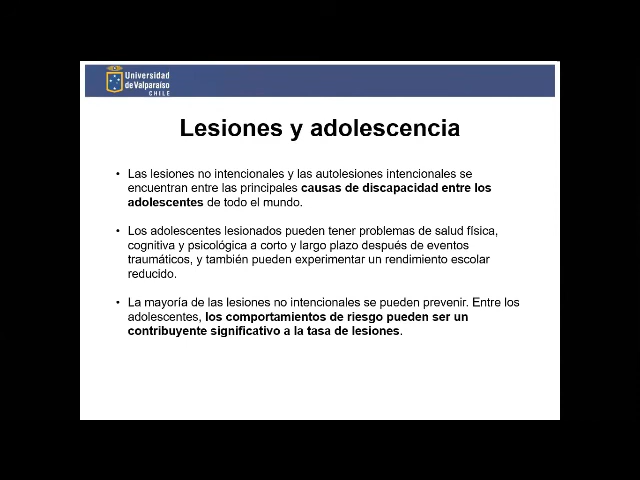 Universidad
de Valparaíso
CHILE
Lesiones y adolescencia
• Las lesiones no intencionales y las autolesiones intencionales se
encuentran entre las principales causas de discapacidad entre los
adolescentes de todo el mundo.
• Los adolescentes lesionados pueden tener problemas de salud física,
cognitiva y psicológica a corto y largo plazo después de eventos
traumáticos, y también pueden experimentar un rendimiento escolar
reducido.
• La mayoría de las lesiones no intencionales se pueden prevenir. Entre los
adolescentes, los comportamientos de riesgo pueden ser un
contribuyente significativo a la tasa de lesiones.